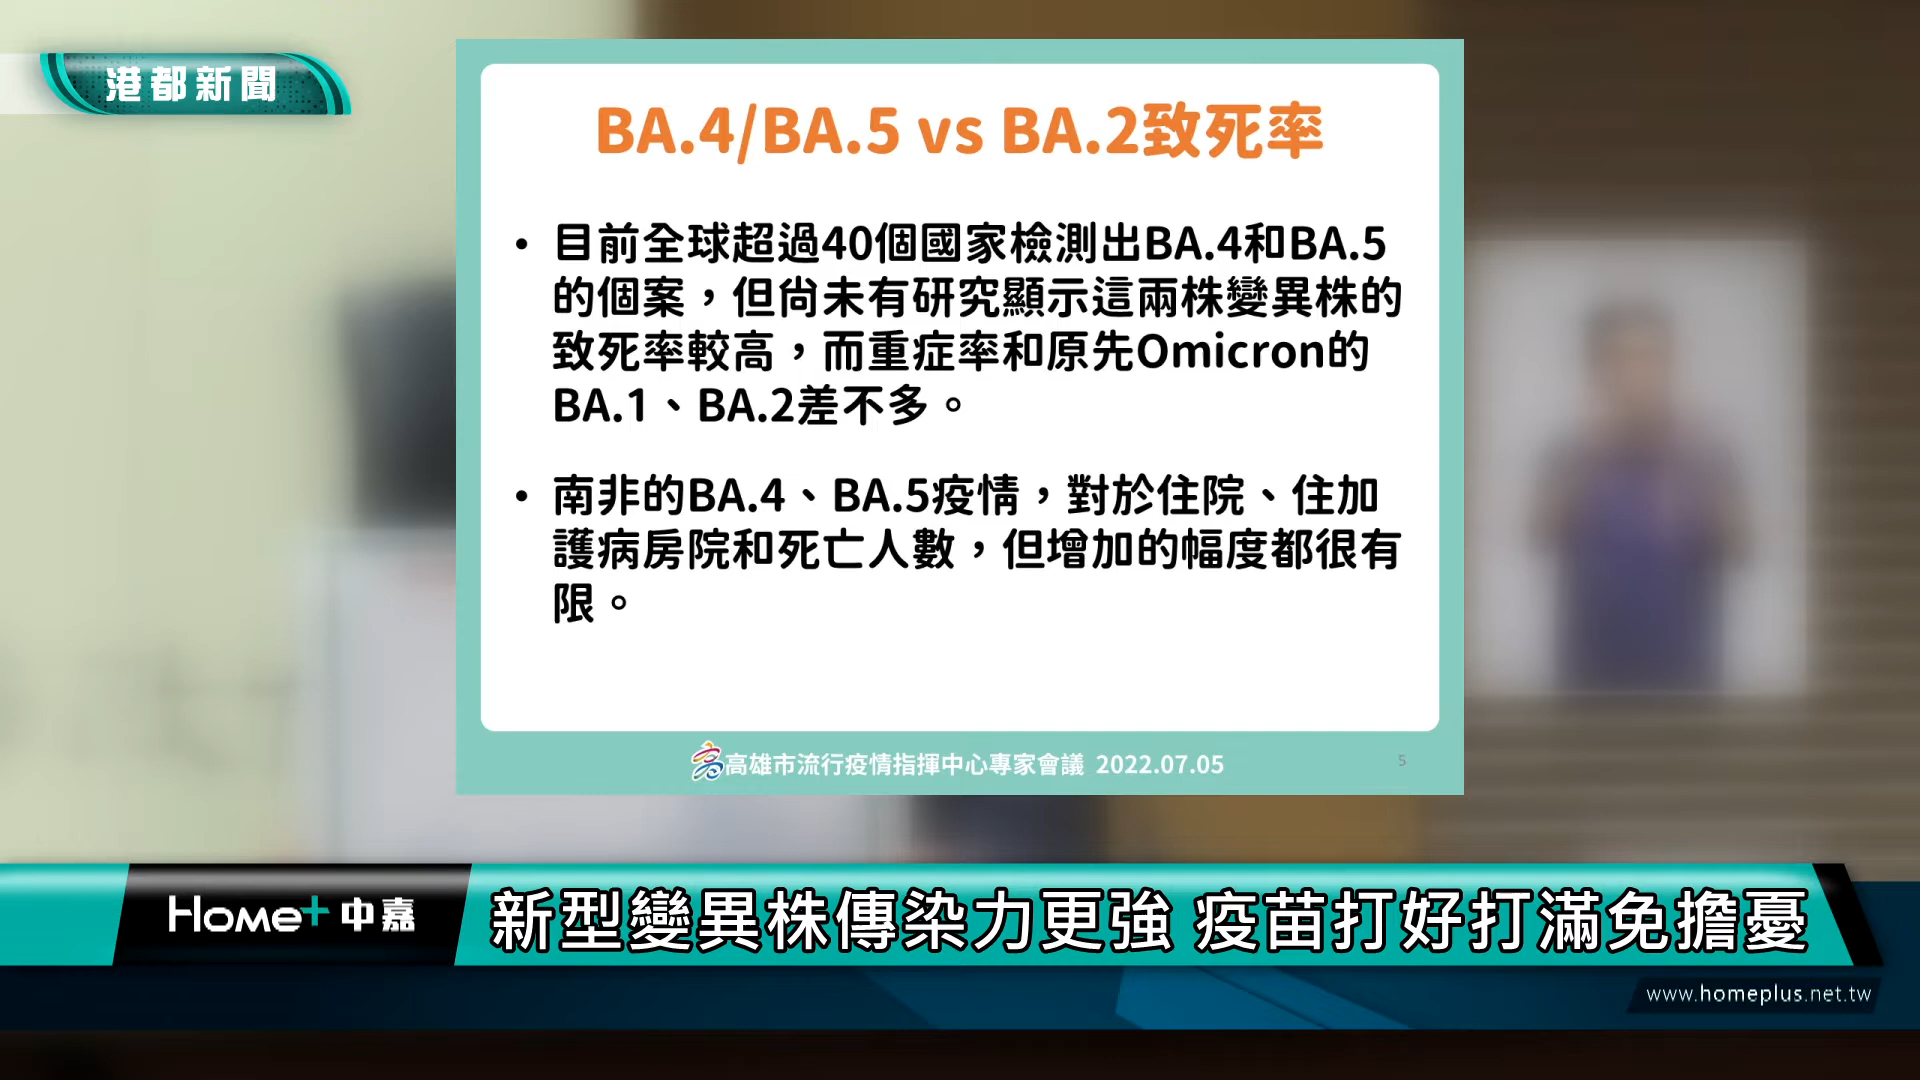 港都新聞
BA.4/BA.5 vs BA.2致死率
• 目前全球超過40個國家檢測出BA.4和BA.5
的個案，但尚未有研究顯示這兩株變異株的
致死率較高，而重症率和原先Omicron的
BA.1、BA.2差不多。
• 南非的BA.4、BA.5疫情，對於住院、住加
護病房院和死亡人數，但增加的幅度都很有
限。
高雄市流行疫情指揮中心專家會議 2022.07.05
5
Home+中嘉
新型變異株傳染力更強 疫苗打好打滿免擔憂
www.homeplus.net.tw